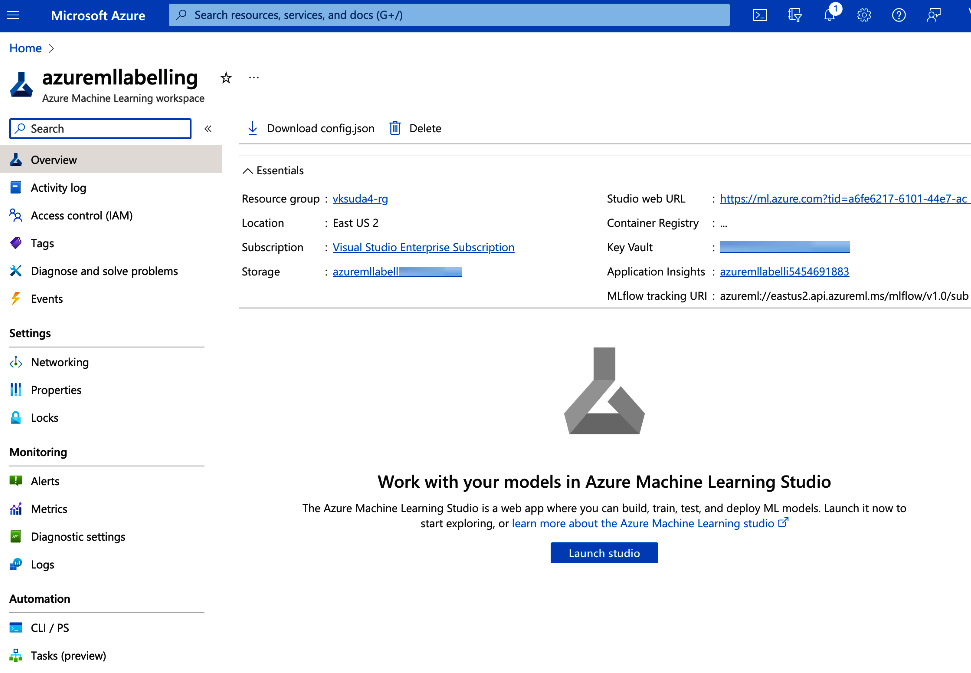 Microsoft Azure
Search resources, services, and docs (G+/)
1
Home
azuremllabelling
Azure Machine Learning workspace
Search
Download config.json
Delete
Overview
Activity log
Access control (IAM)
Tags
Diagnose and solve problems
Events
Settings
Networking
Properties
Locks
Monitoring
Alerts
Metrics
Diagnostic settings
Logs
Automation
CLI / PS
Tasks (preview)
Essentials
Resource group : vksuda4-rg
Location : East US 2
Subscription : Visual Studio Enterprise Subscription
Storage : azuremllabell
Studio web URL : https://ml.azure.com?tid=a6fe6217-6101-44e7-ac
Container Registry : ...
Key Vault :
Application Insights : azuremllabelli5454691883
MLflow tracking URI : azureml://eastus2.api.azureml.ms/mlflow/v1.0/sub
Work with your models in Azure Machine Learning Studio
The Azure Machine Learning Studio is a web app where you can build, train, test, and deploy ML models. Launch it now to
start exploring, or learn more about the Azure Machine Learning studio
Launch studio